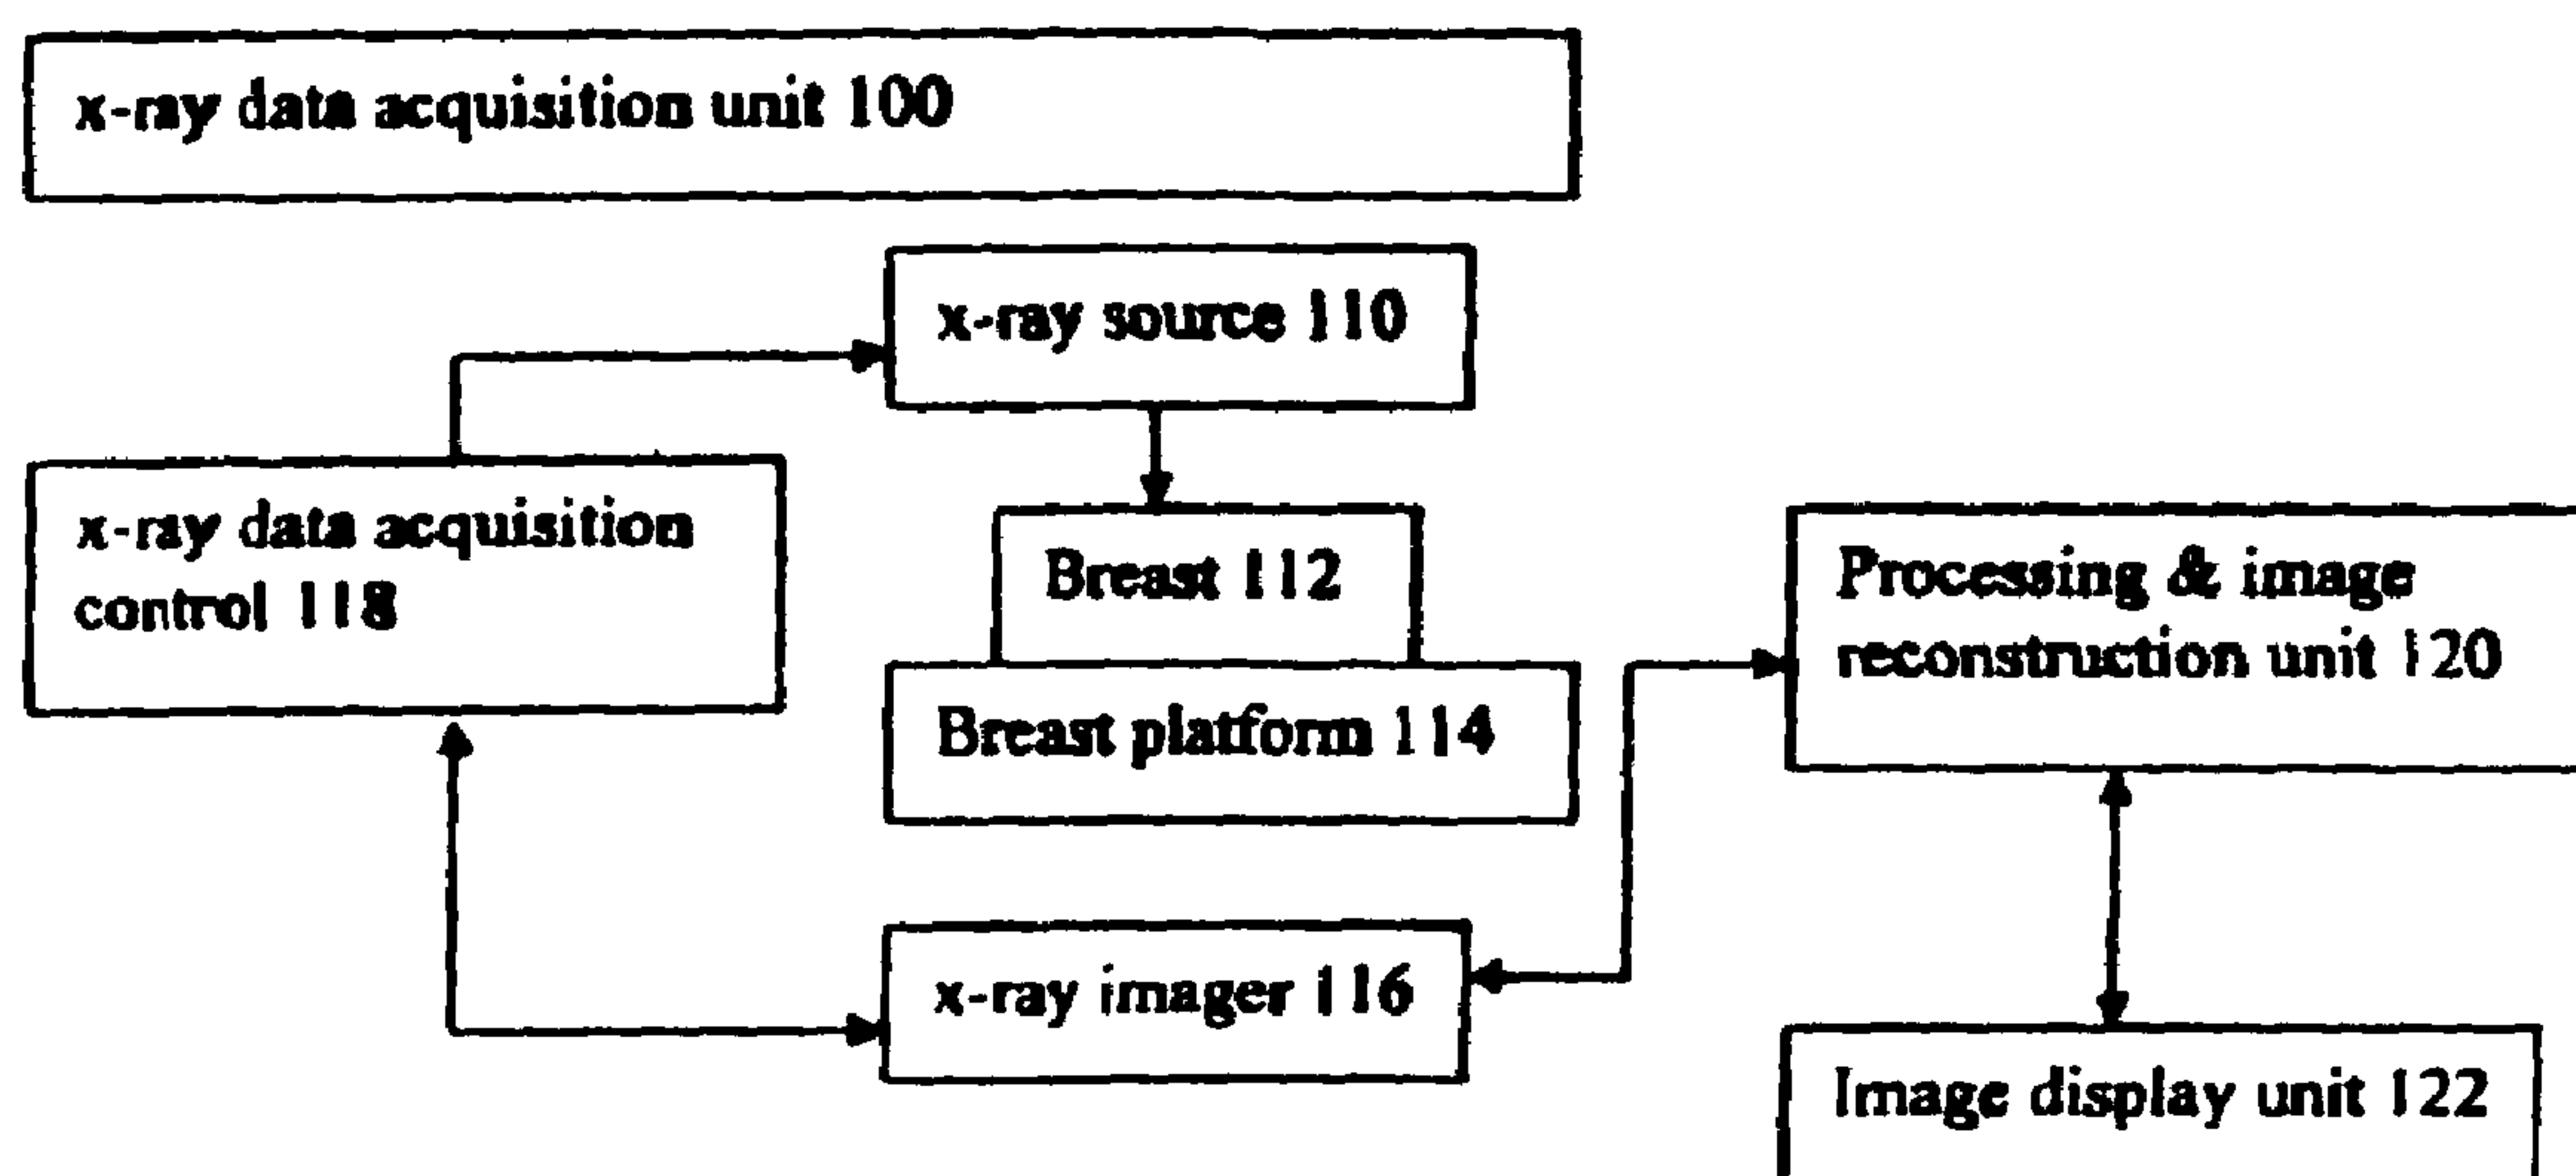 x-ray data acquisition unit 100
x-ray source 110
x-ray data acquisition
control 118
Breast 112
Breast platform 114
Processing & image
reconstruction unit 120
x-ray imager 116
Image display unit 122